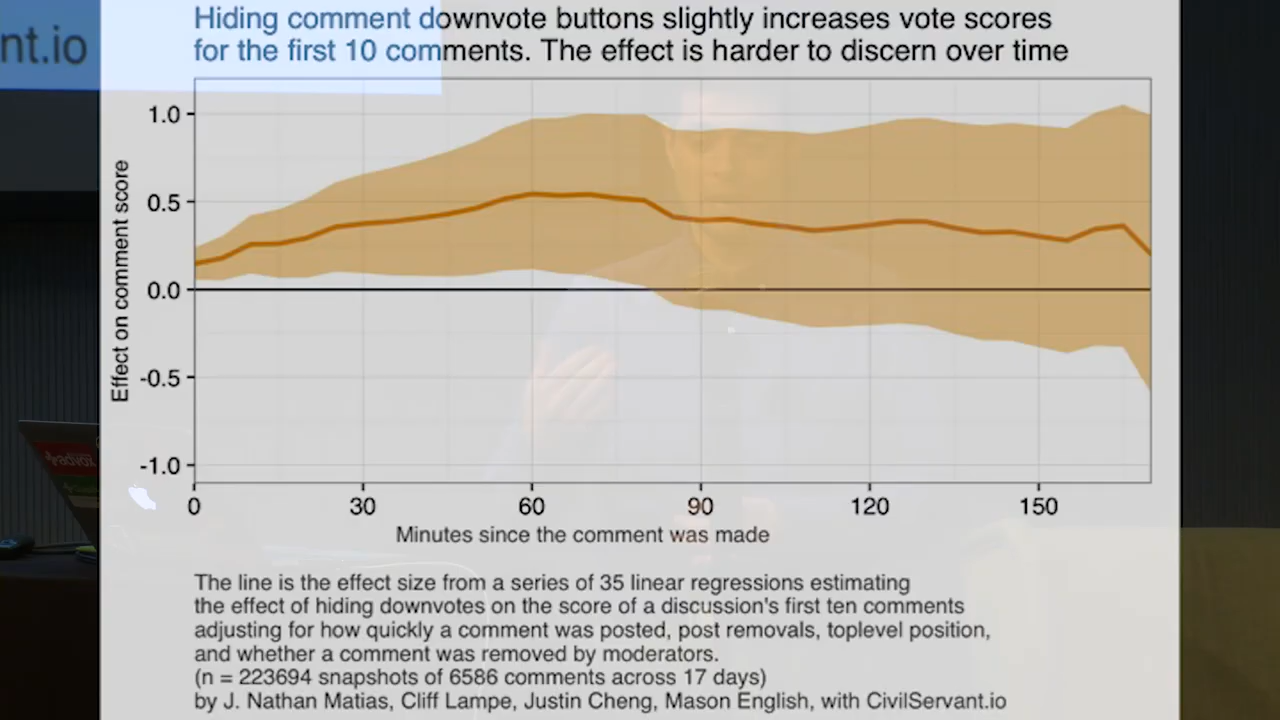 nt.io
Hiding comment downvote buttons slightly increases vote scores
for the first 10 comments. The effect is harder to discern over time
Effect on comment score
1.0
0.5
0.0
-0.5
-1.0
0 30 60 90 120 150
Minutes since the comment was made
advox
The line is the effect size from a series of 35 linear regressions estimating
the effect of hiding downvotes on the score of a discussion's first ten comments
adjusting for how quickly a comment was posted, post removals, toplevel position,
and whether a comment was removed by moderators.
(n = 223694 snapshots of 6586 comments across 17 days)
by J. Nathan Matias, Cliff Lampe, Justin Cheng, Mason English, with CivilServant.io